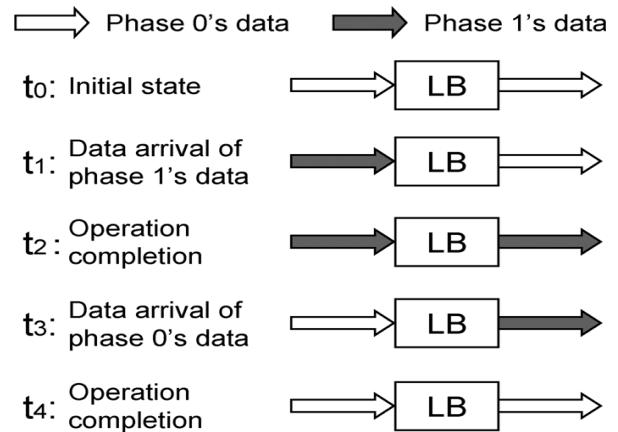 Phase 0's data Phase 1's data
t0: Initial state LB
t1: Data arrival of
phase 1's data LB
t2: Operation
completion LB
t3: Data arrival of
phase 0's data LB
t4: Operation
completion LB